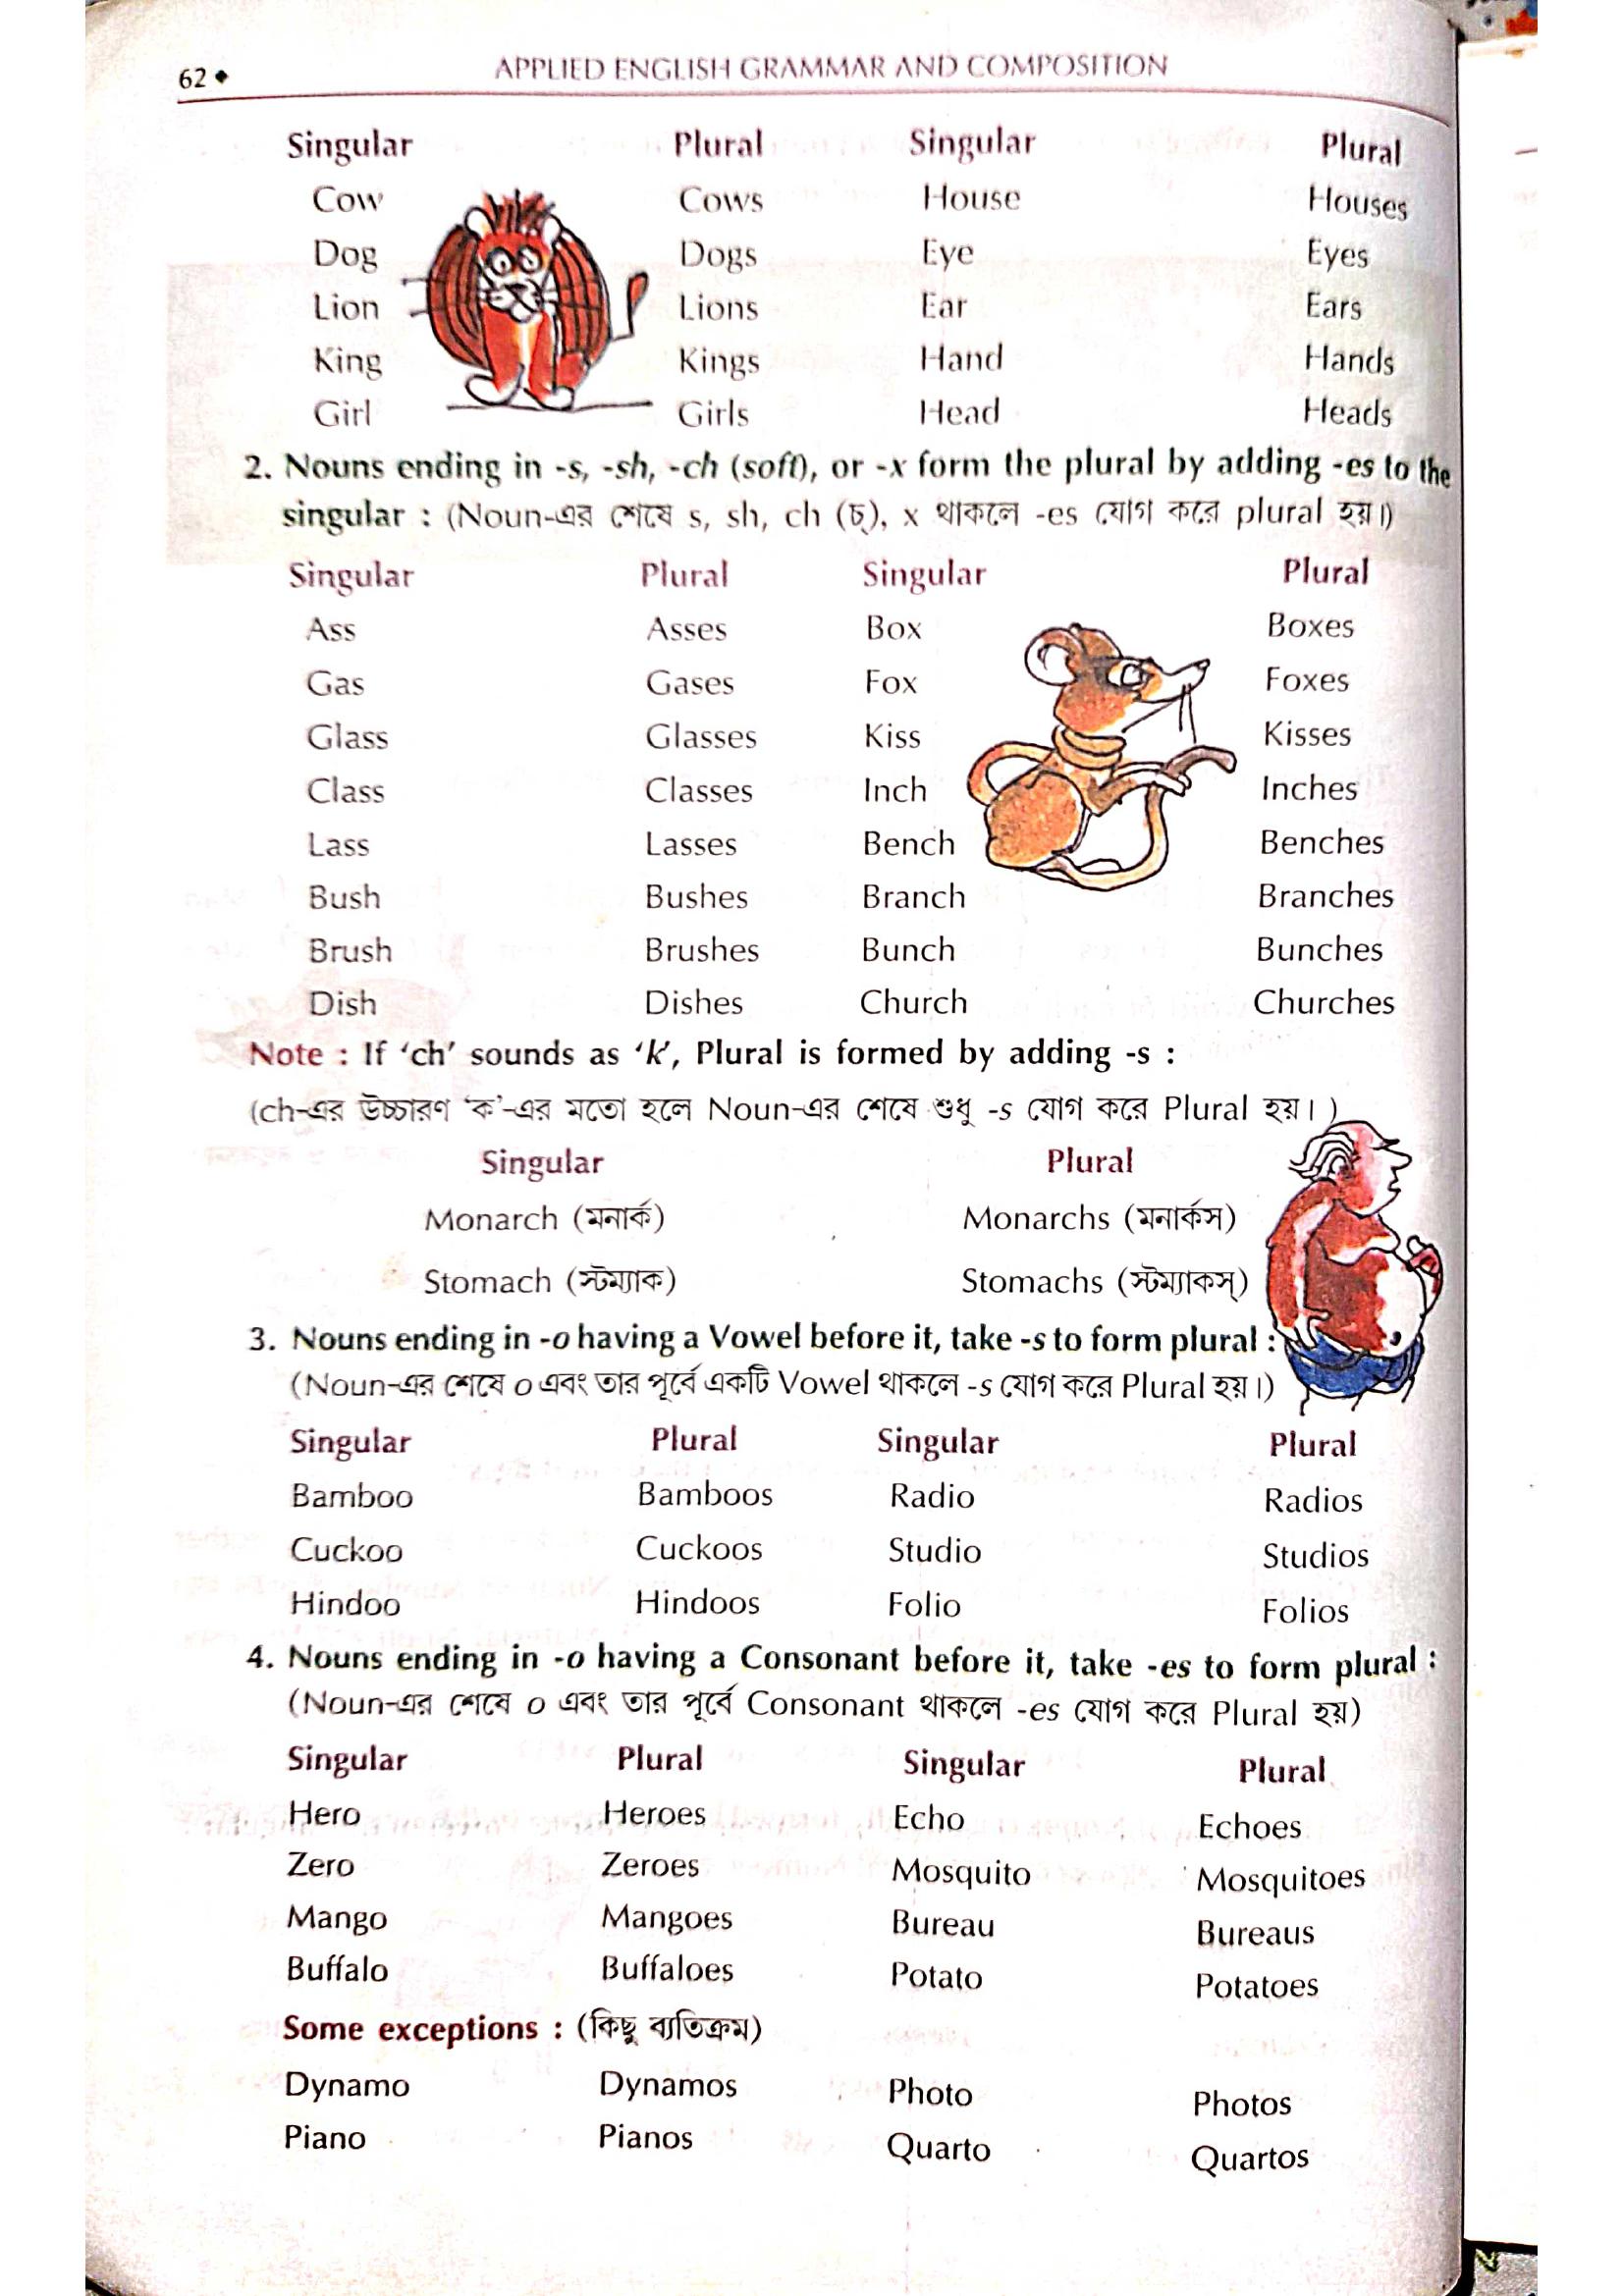 62 ◆ APPLIED ENGLISH GRAMMAR AND COMPOSITION
Singular Plural Singular Plural
Cow Cows House Houses
Dog Dogs Eye Eyes
Lion Lions Ear Ears
King Kings Hand Hands
Girl Girls Head Heads
2. Nouns ending in -s, -sh, -ch (soft), or -x form the plural by adding -es to the
singular : (Noun-এর শেষে s, sh, ch (চ্), x থাকলে -es যোগ করে plural হয়।)
Singular Plural Singular Plural
Ass Asses Box Boxes
Gas Gases Fox Foxes
Glass Glasses Kiss Kisses
Class Classes Inch Inches
Lass Lasses Bench Benches
Bush Bushes Branch Branches
Brush Brushes Bunch Bunches
Dish Dishes Church Churches
Note : If ‘ch’ sounds as ‘k’, Plural is formed by adding -s :
(ch-এর উচ্চারণ ‘ক’-এর মতো হলে Noun-এর শেষে শুধু -s যোগ করে Plural হয়। )
Singular Plural
Monarch (মনার্ক) Monarchs (মনার্কস)
Stomach (স্টম্যাক) Stomachs (স্টম্যাকস্)
3. Nouns ending in -o having a Vowel before it, take -s to form plural :
(Noun-এর শেষে o এবং তার পূর্বে একটি Vowel থাকলে -s যোগ করে Plural হয়।)
Singular Plural Singular Plural
Bamboo Bamboos Radio Radios
Cuckoo Cuckoos Studio Studios
Hindoo Hindoos Folio Folios
4. Nouns ending in -o having a Consonant before it, take -es to form plural :
(Noun-এর শেষে o এবং তার পূর্বে Consonant থাকলে -es যোগ করে Plural হয়)
Singular Plural Singular Plural
Hero Heroes Echo Echoes
Zero Zeroes Mosquito Mosquitoes
Mango Mangoes Bureau Bureaus
Buffalo Buffaloes Potato Potatoes
Some exceptions : (কিছু ব্যতিক্রম)
Dynamo Dynamos Photo Photos
Piano Pianos Quarto Quartos